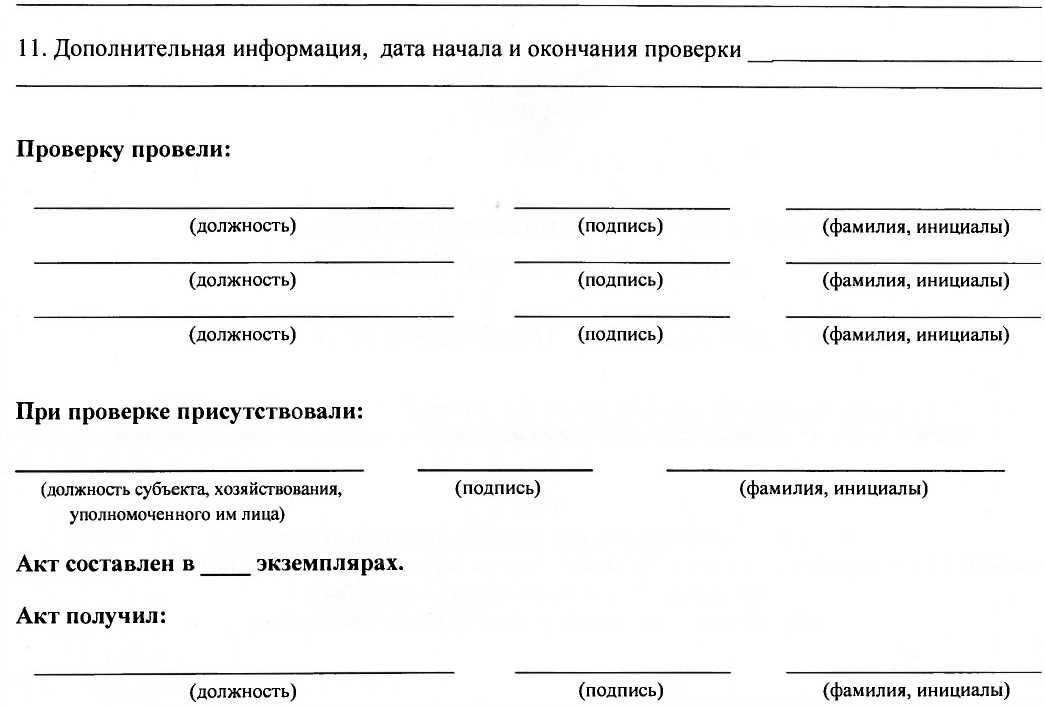 11. Дополнительная информация, дата начала и окончания проверки ____
Проверку провели:
(должность) (подпись) (фамилия, инициалы)
(должность) (подпись) (фамилия, инициалы)
(должность) (подпись) (фамилия, инициалы)
При проверке присутствовали:
(должность субъекта, хозяйствования, (подпись) (фамилия, инициалы)
уполномоченного им лица)
Акт составлен в ____ экземплярах.
Акт получил:
(должность) (подпись) (фамилия, инициалы)